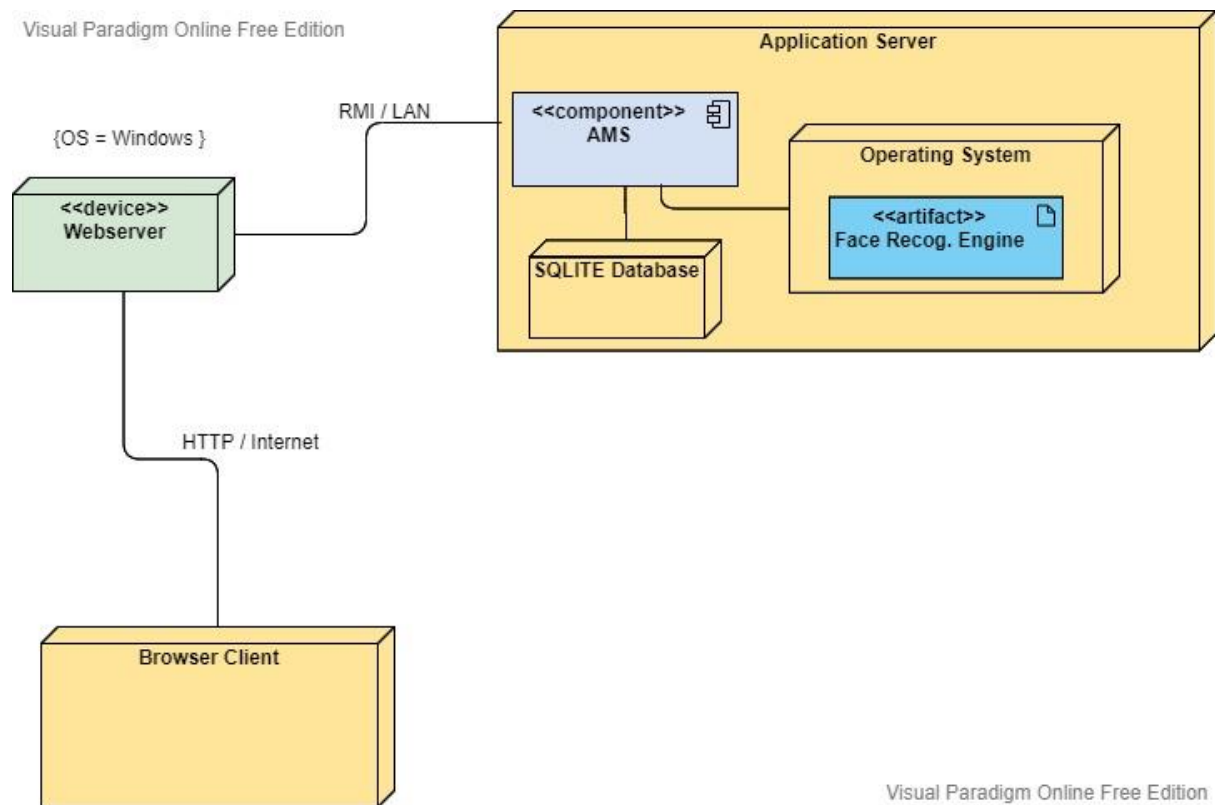 Visual Paradigm Online Free Edition
Application Server
RMI / LAN
<<component>>
AMS
{OS = Windows }
Operating System
<<device>>
Webserver
<<artifact>>
Face Recog. Engine
SQLITE Database
HTTP / Internet
Browser Client
Visual Paradigm Online Free Edition